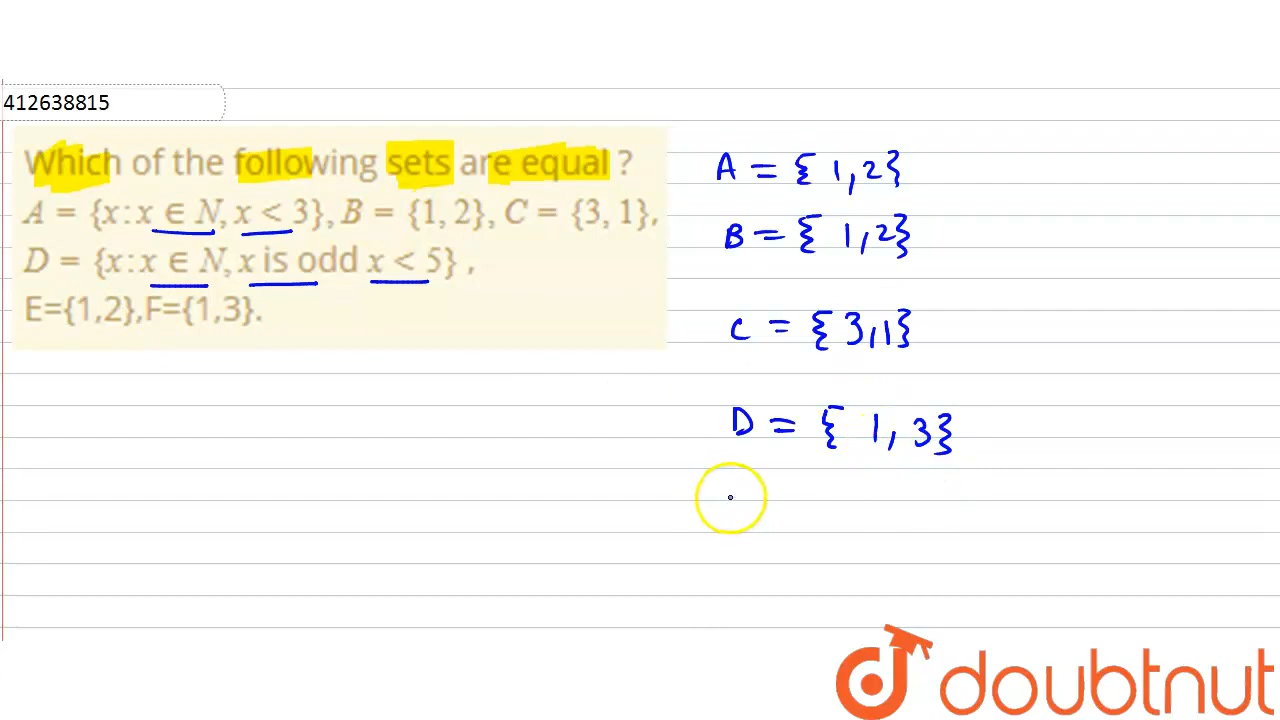 412638815
Which of the following sets are equal ?
A = {x : x ∈ N, x < 3}, B = {1, 2}, C = {3, 1},
D = {x : x ∈ N, x is odd x < 5} ,
E={1,2},F={1,3}.
A = { 1, 2}
B = { 1, 2}
C = { 3, 1}
D = { 1, 3}
doubtnut